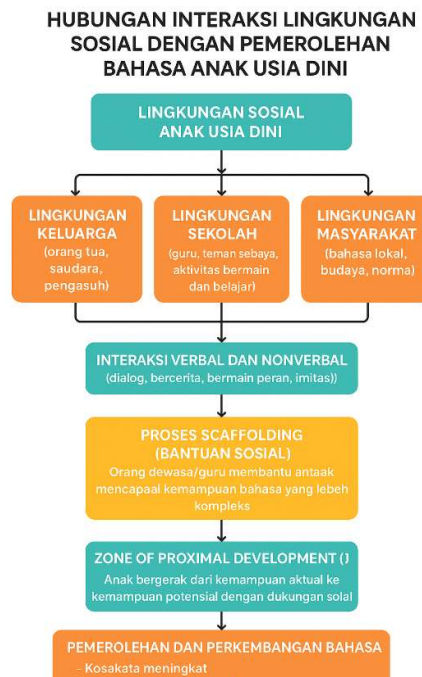 HUBUNGAN INTERAKSI LINGKUNGAN
SOSIAL DENGAN PEMEROLEHAN
BAHASA ANAK USIA DINI
LINGKUNGAN SOSIAL
ANAK USIA DINI
LINGKUNGAN
KELUARGA
(orang tua,
saudara,
pengasuh)
LINGKUNGAN
SEKOLAH
(guru, teman sebaya,
aktivitas bermain
dan belajar)
LINGKUNGAN
MASYARAKAT
(bahasa lokal,
budaya, norma)
INTERAKSI VERBAL DAN NONVERBAL
(dialog, bercerita, bermain peran, imitas))
PROSES SCAFFOLDING
(BANTUAN SOSIAL)
Orang dewasa/guru membantu antaak
mencapaal kemampuan bahasa yang lebeh
kompleks
ZONE OF PROXIMAL DEVELOPMENT (J
Anak bergerak dari kemampuan aktual ke
kemampuan potensial dengan dukungan solal
PEMEROLEHAN DAN PERKEMBANGAN BAHASA
– Kosakata meningkat